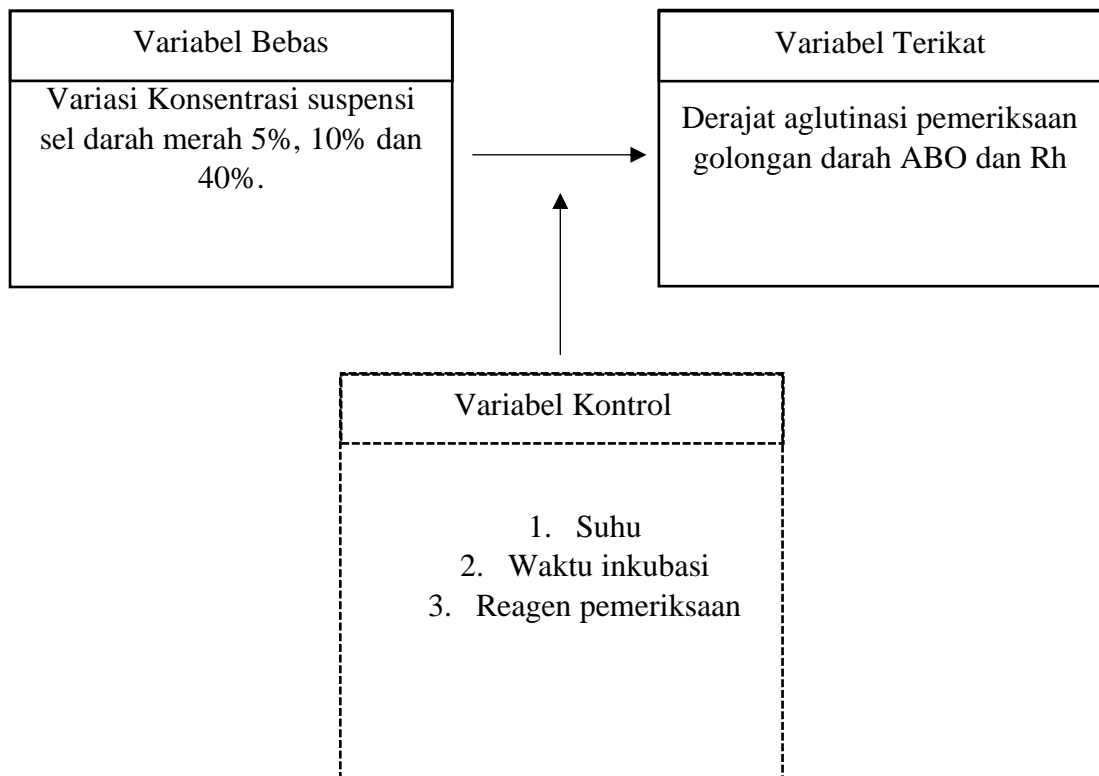 Variabel Bebas
Variasi Konsentrasi suspensi
sel darah merah 5%, 10% dan
40%.
Variabel Terikat
Derajat aglutinasi pemeriksaan
golongan darah ABO dan Rh
Variabel Kontrol
1. Suhu
2. Waktu inkubasi
3. Reagen pemeriksaan